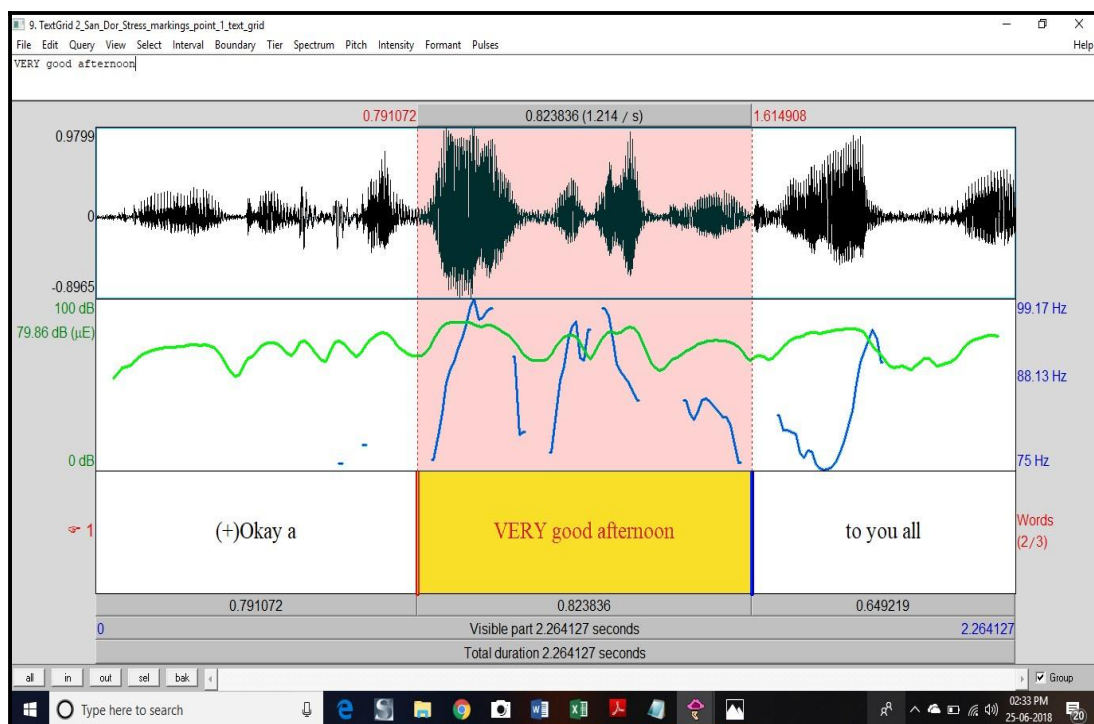 9. TextGrid 2_San_Dor_Stress_markings_point_1_text_grid
File Edit Query View Select Interval Boundary Tier Spectrum Pitch Intensity Formant Pulses Help
VERY good afternoon
0.791072 0.823836 (1.214 / s) 1.614908
0.9799
0
-0.8965
100 dB 99.17 Hz
79.86 dB (µE)
88.13 Hz
0 dB 75 Hz
☞ 1 (+)Okay a VERY good afternoon to you all Words
(2/3)
0.791072 0.823836 0.649219
0 Visible part 2.264127 seconds 2.264127
Total duration 2.264127 seconds
all in out sel bak Group
Type here to search 02:33 PM
25-06-2018 20